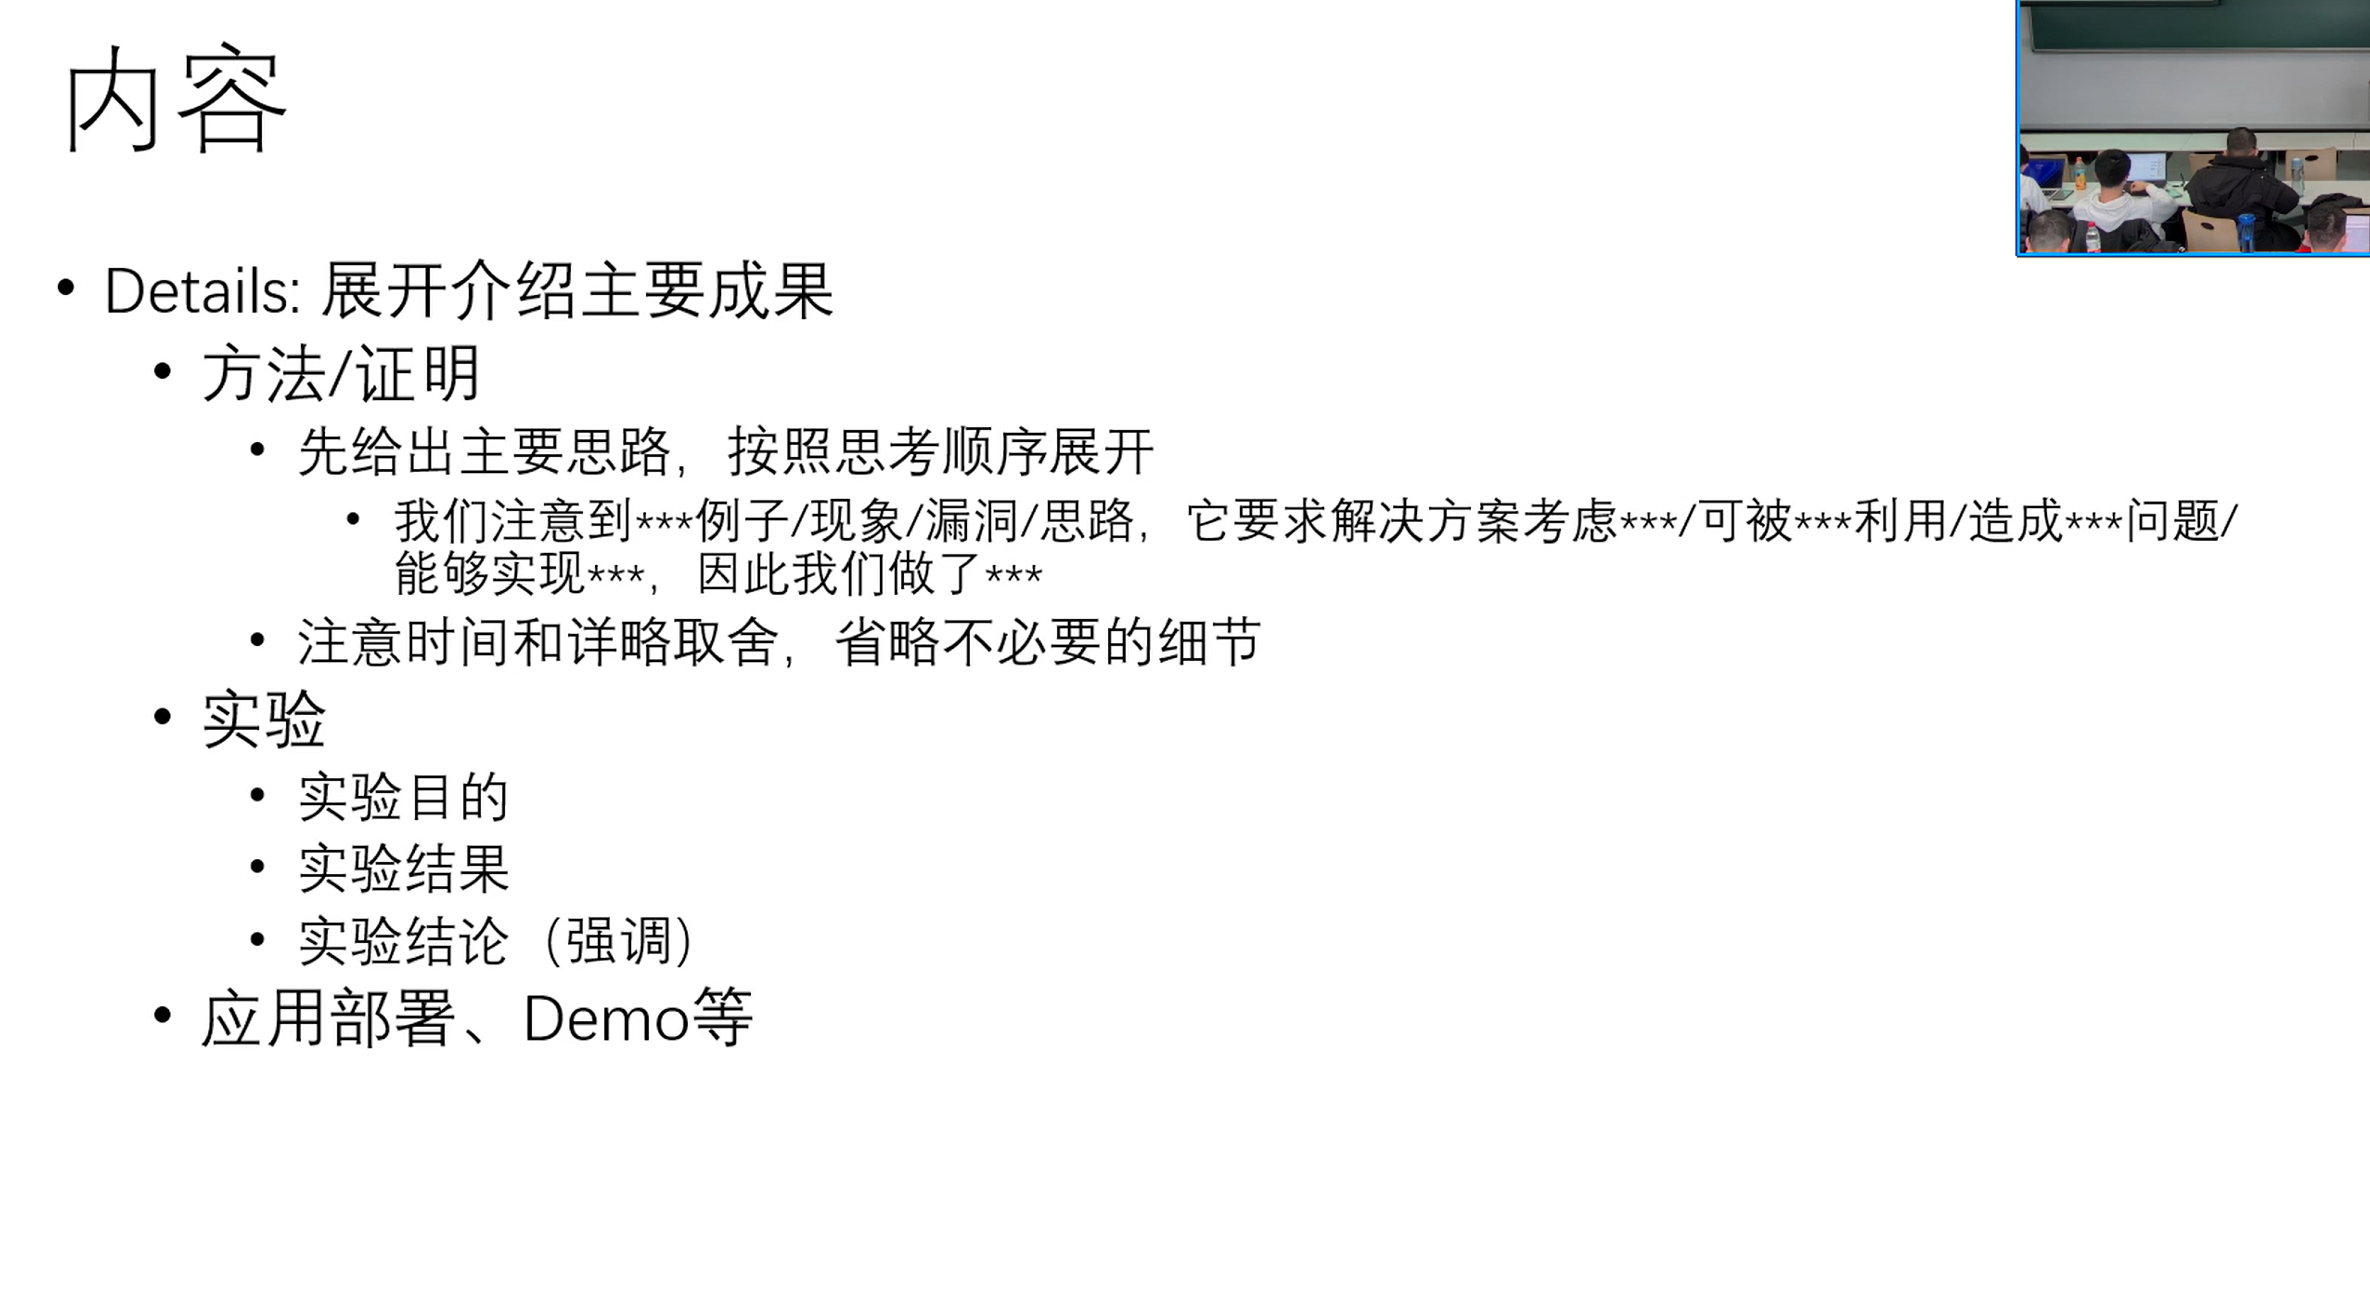 内容
• Details: 展开介绍主要成果
• 方法/证明
• 先给出主要思路，按照思考顺序展开
• 我们注意到***例子/现象/漏洞/思路，它要求解决方案考虑***/可被***利用/造成***问题/
能够实现***，因此我们做了***
• 注意时间和详略取舍，省略不必要的细节
• 实验
• 实验目的
• 实验结果
• 实验结论（强调）
• 应用部署、Demo等